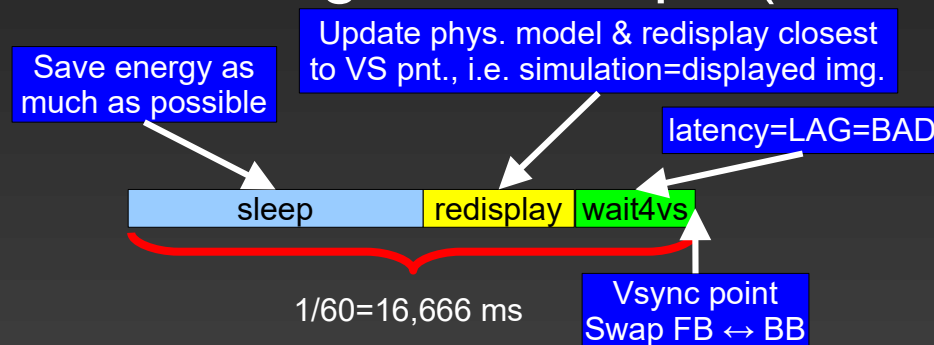 Update phys. model & redisplay closest
to VS pnt., i.e. simulation=displayed img.
Save energy as
much as possible
latency=LAG=BAD
sleep
redisplay
wait4vs
1/60=16,666 ms
Vsync point
Swap FB ↔ BB